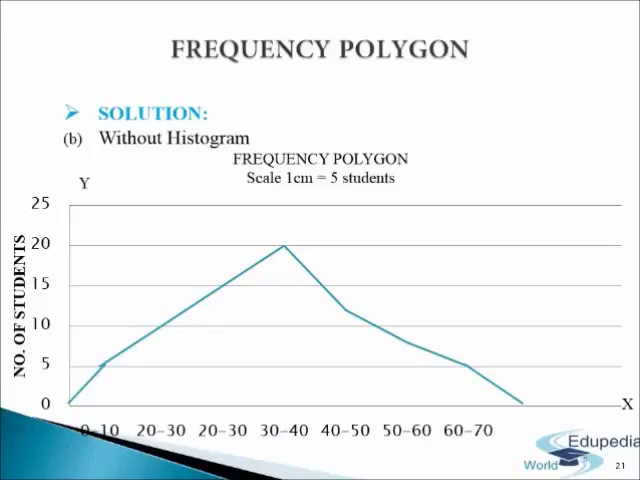 FREQUENCY POLYGON
SOLUTION:
(b) Without Histogram
FREQUENCY POLYGON
Scale 1cm = 5 students
Y
25
20
15
10
5
0
NO. OF STUDENTS
X
0-10 20-30 20-30 30-40 40-50 50-60 60-70
Edupedia
World
21